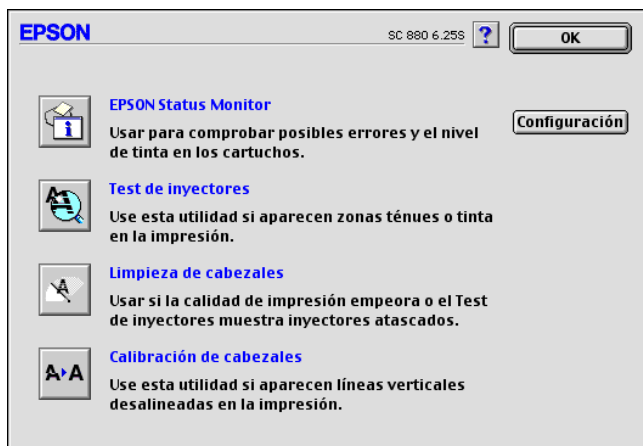 EPSON
SC 880 6.25S
?
OK
EPSON Status Monitor
Usar para comprobar posibles errores y el nivel
de tinta en los cartuchos.
Configuración
Test de inyectores
Use esta utilidad si aparecen zonas ténues o tinta
en la impresión.
Limpieza de cabezales
Usar si la calidad de impresión empeora o el Test
de inyectores muestra inyectores atascados.
Calibración de cabezales
Use esta utilidad si aparecen líneas verticales
desalineadas en la impresión.